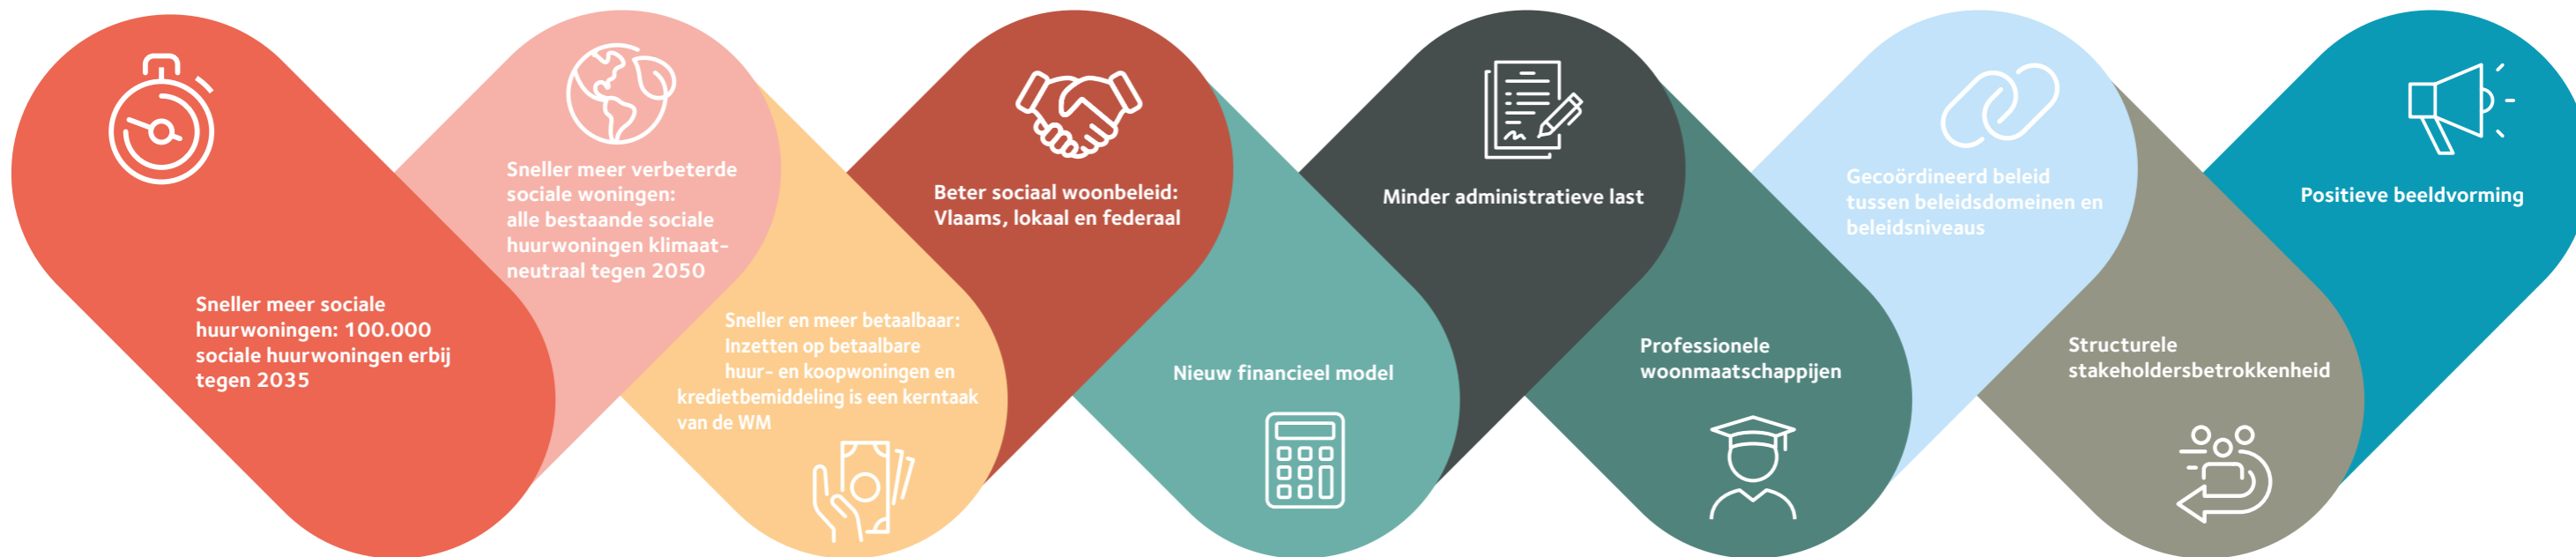 Sneller meer sociale
huurwoningen: 100.000
sociale huurwoningen erbij
tegen 2035
Sneller meer verbeterde
sociale woningen:
alle bestaande sociale
huurwoningen klimaat-
neutraal tegen 2050
Sneller en meer betaalbaar:
Inzetten op betaalbare
huur- en koopwoningen en
kredietbemiddeling is een kerntaak
van de WM
Beter sociaal woonbeleid:
Vlaams, lokaal en federaal
Nieuw financieel model
Minder administratieve last
Professionele
woonmaatschappijen
Gecoördineerd beleid
tussen beleidsdomeinen en
beleidsniveaus
Structurele
stakeholdersbetrokkenheid
Positieve beeldvorming